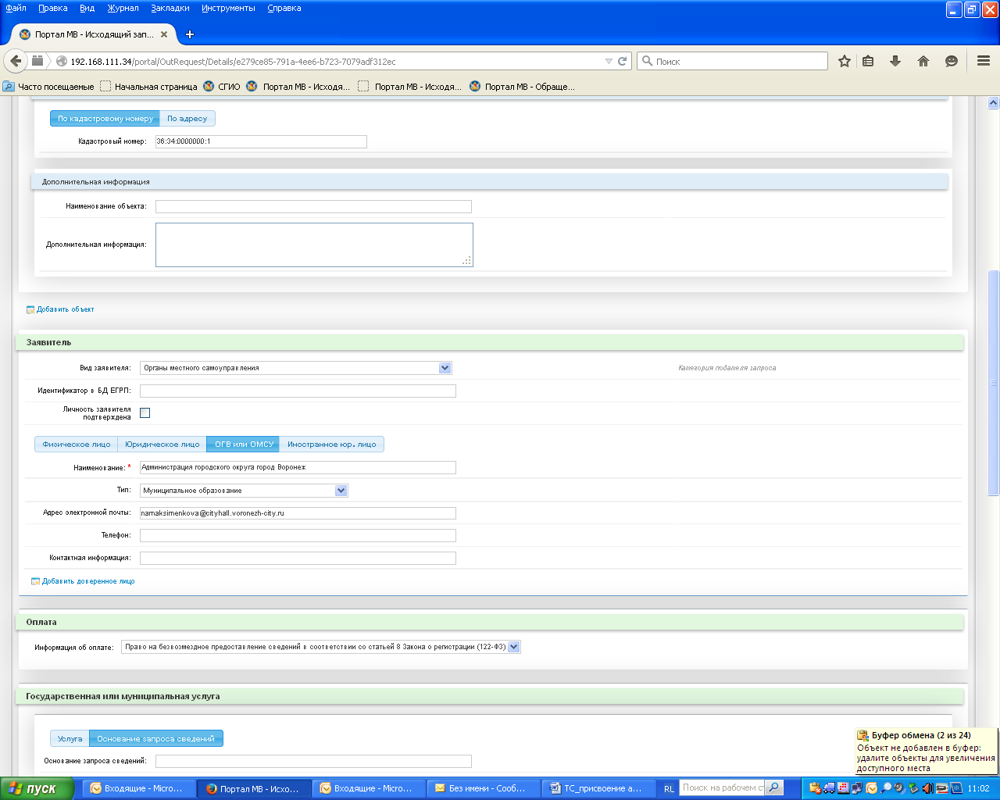 Файл Правка Вид Журнал Закладки Инструменты Справка
Портал МВ - Исходящий зап...
192.168.111.34/portal/OutRequest/Details/e279ce85-791a-4ee6-b723-7079adf312ec
Поиск
Часто посещаемые Начальная страница СГИО Портал МВ - Исходя... Портал МВ - Исходя... Портал МВ - Обраще...
По кадастровому номеру По адресу
Кадастровый номер: 36:34:0000000:1
Дополнительная информация
Наименование объекта:
Дополнительная информация:
Добавить объект
Заявитель
Вид заявителя: Органы местного самоуправления Категория подателя запроса
Идентификатор в БД ЕГРП:
Личность заявителя
подтверждена
Физическое лицо Юридическое лицо ОГВ или ОМСУ Иностранное юр. лицо
Наименование: * Администрация городского округа город Воронеж
Тип: Муниципальное образование
Адрес электронной почты: namaksimenkova@cityhall.voronezh-city.ru
Телефон:
Контактная информация:
Добавить доверенное лицо
Оплата
Информация об оплате: Право на безвозмездное предоставление сведений в соответствии со статьей 8 Закона о регистрации (122-ФЗ)
Государственная или муниципальная услуга
Услуга Основание запроса сведений
Основание запроса сведений:
Буфер обмена (2 из 24)
Объект не добавлен в буфер:
удалите объекты для увеличения
доступного места
пуск Входящие - Micro... Портал МВ - Исхо... Входящие - Micro... Без имени - Сооб... ТС_присвоение а... RL Поиск на рабочем ст 11:02